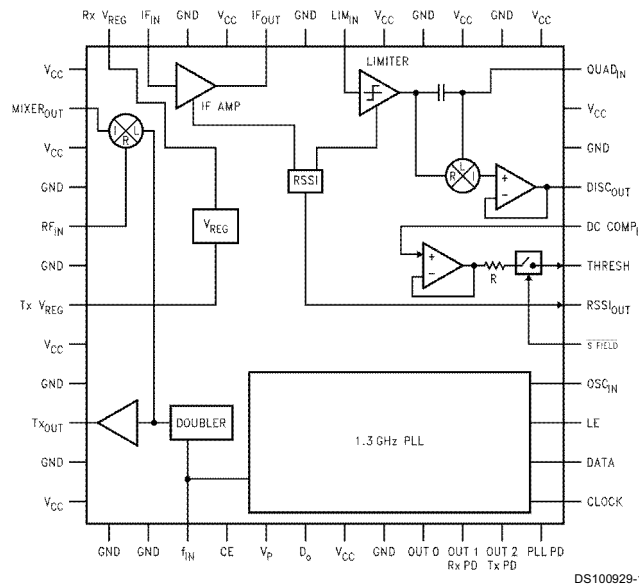 Rx VREG IFIN GND VCC IFOUT LIMIN VCC GND VCC GND VCC
VCC
MIXEROUT
VCC
GND
RFIN
GND
Tx VREG
VCC
GND
TxOUT
GND
VCC
IF AMP
LIMITER
I L
R
RSSI
VREG
L
R I
+
−
+
−
R
DOUBLER
1.3 GHz PLL
QUADIN
VCC
GND
DISCOUT
DC COMPI
THRESH
RSSIOUT
S FIELD
OSCIN
LE
DATA
CLOCK
GND GND fIN CE VP Do VCC GND OUT 0 OUT 1 OUT 2 PLL PD
Rx PD Tx PD